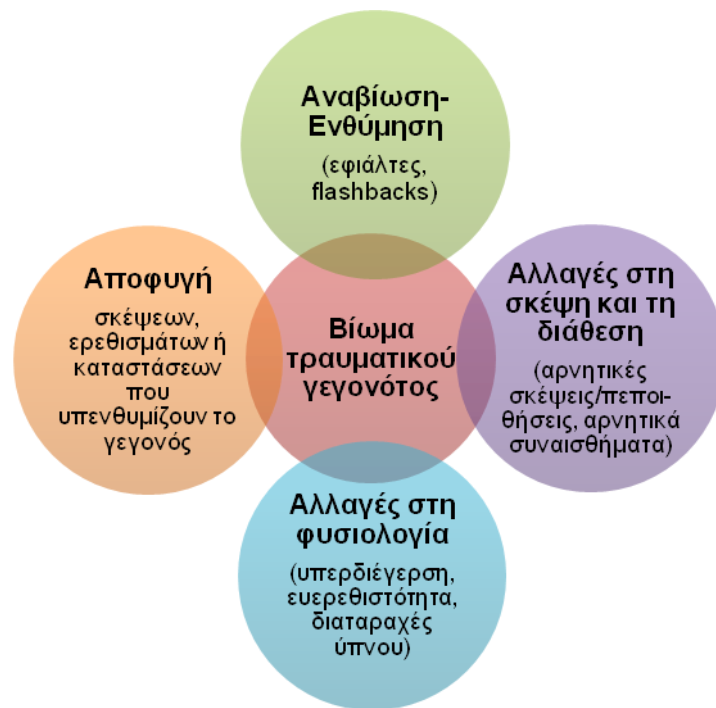 Αναβίωση-
Ενθύμηση
(εφιάλτες,
flashbacks)
Αποφυγή
σκέψεων,
ερεθισμάτων ή
καταστάσεων
που
υπενθυμίζουν το
γεγονός
Βίωμα
τραυματικού
γεγονότος
Αλλαγές στη
σκέψη και τη
διάθεση
(αρνητικές
σκέψεις/πεποι-
θήσεις, αρνητικά
συναισθήματα)
Αλλαγές στη
φυσιολογία
(υπερδιέγερση,
ευερεθιστότητα,
διαταραχές
ύπνου)